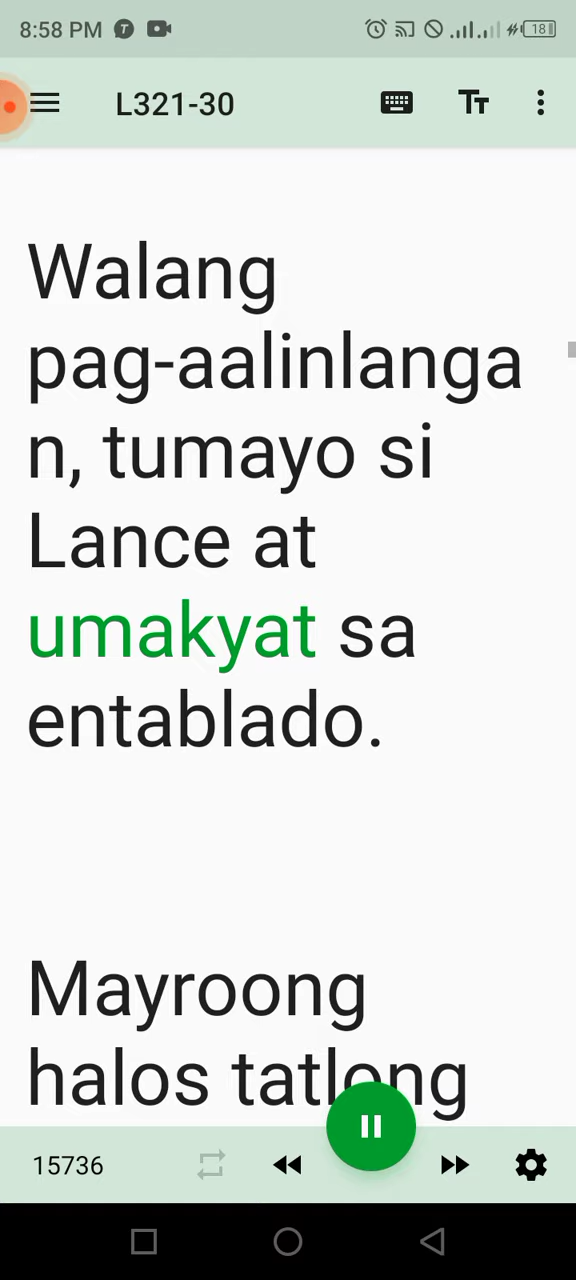 8:58 PM
18
L321-30
Walang
pag-aalinlanga
n, tumayo si
Lance at
umakyat sa
entablado.
Mayroong
halos tatlong
15736